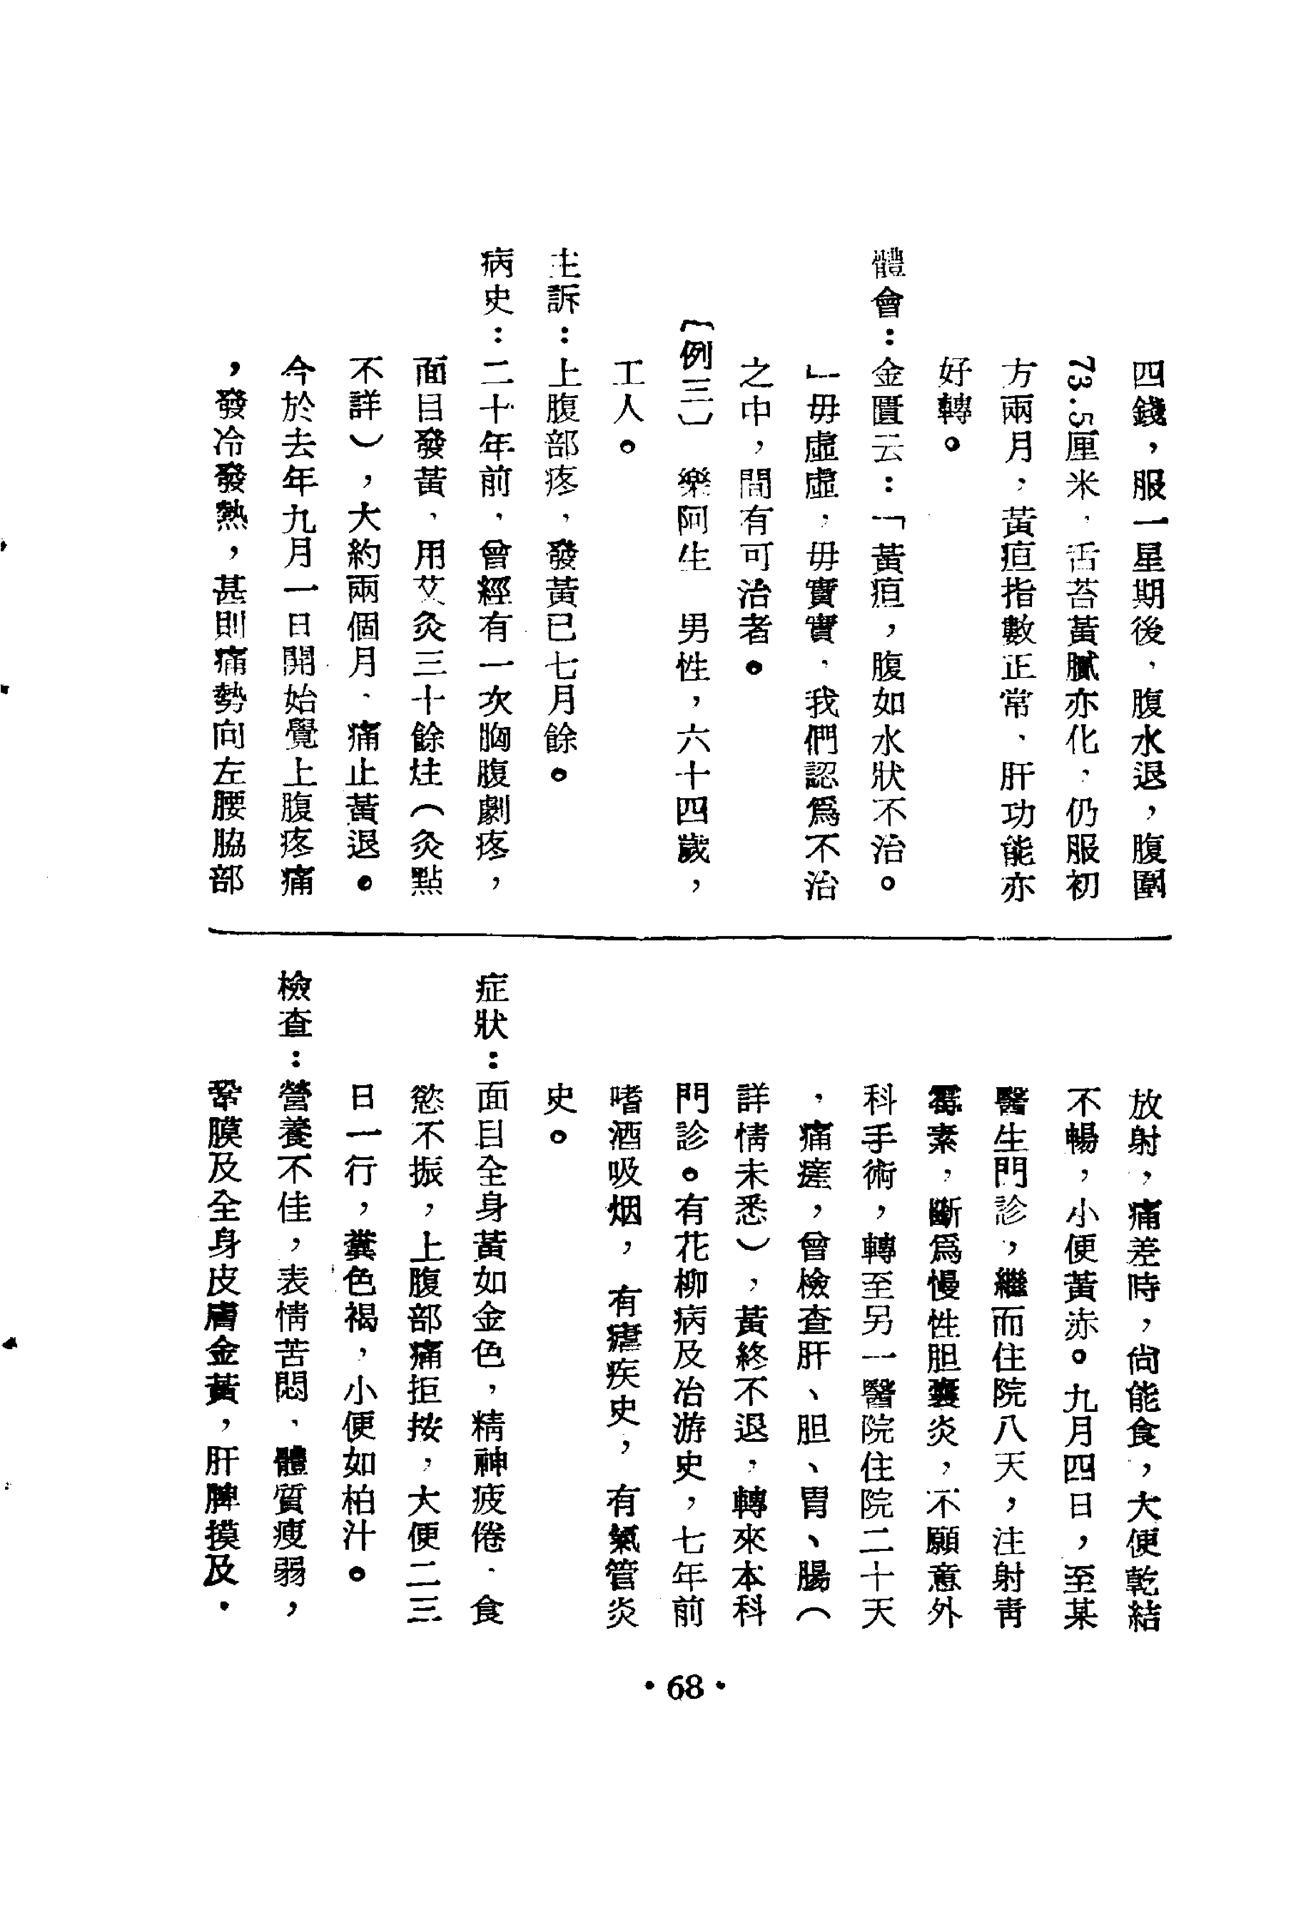 四錢，服一星期後、腹水退，腹圍
73.5厘米，舌苔黃膩亦化，仍服初
方兩月，黃疸指數正常、肝功能亦
好轉。
體會：金匱云：「黃疸，腹如水狀不治。
」毋虛虛，毋實實、我們認爲不治
之中，間有可治者。
〔例三〕　樂阿生　男性，六十四歲，
工人。
主訴：上腹部疼，發黃已七月餘。
病史：二十年前，曾經有一次胸腹劇疼，
面目發黃、用艾灸三十餘炷（灸點
不詳），大約兩個月、痛止黃退。
今於去年九月一日開始覺上腹疼痛
，發冷發熱，甚則痛勢向左腰脇部
放射，痛差時，尙能食，大便乾結
不暢，小便黃赤。九月四日，至某
醫生門診，繼而住院八天，注射靑
霉素，斷爲慢性胆囊炎，不願意外
科手術，轉至另一醫院住院二十天
，痛瘥，曾檢查肝、胆、胃、腸（
詳情未悉），黃終不退，轉來本科
門診。有花柳病及冶游史，七年前
嗜酒吸烟，有瘧疾史，有氣管炎
史。
症狀：面目全身黃如金色，精神疲倦、食
慾不振，上腹部痛拒按，大便二三
日一行，糞色褐，小便如柏汁。
檢查：營養不佳，表情苦悶、體質瘦弱，
鞏膜及全身皮膚金黃，肝脾摸及．
·68·